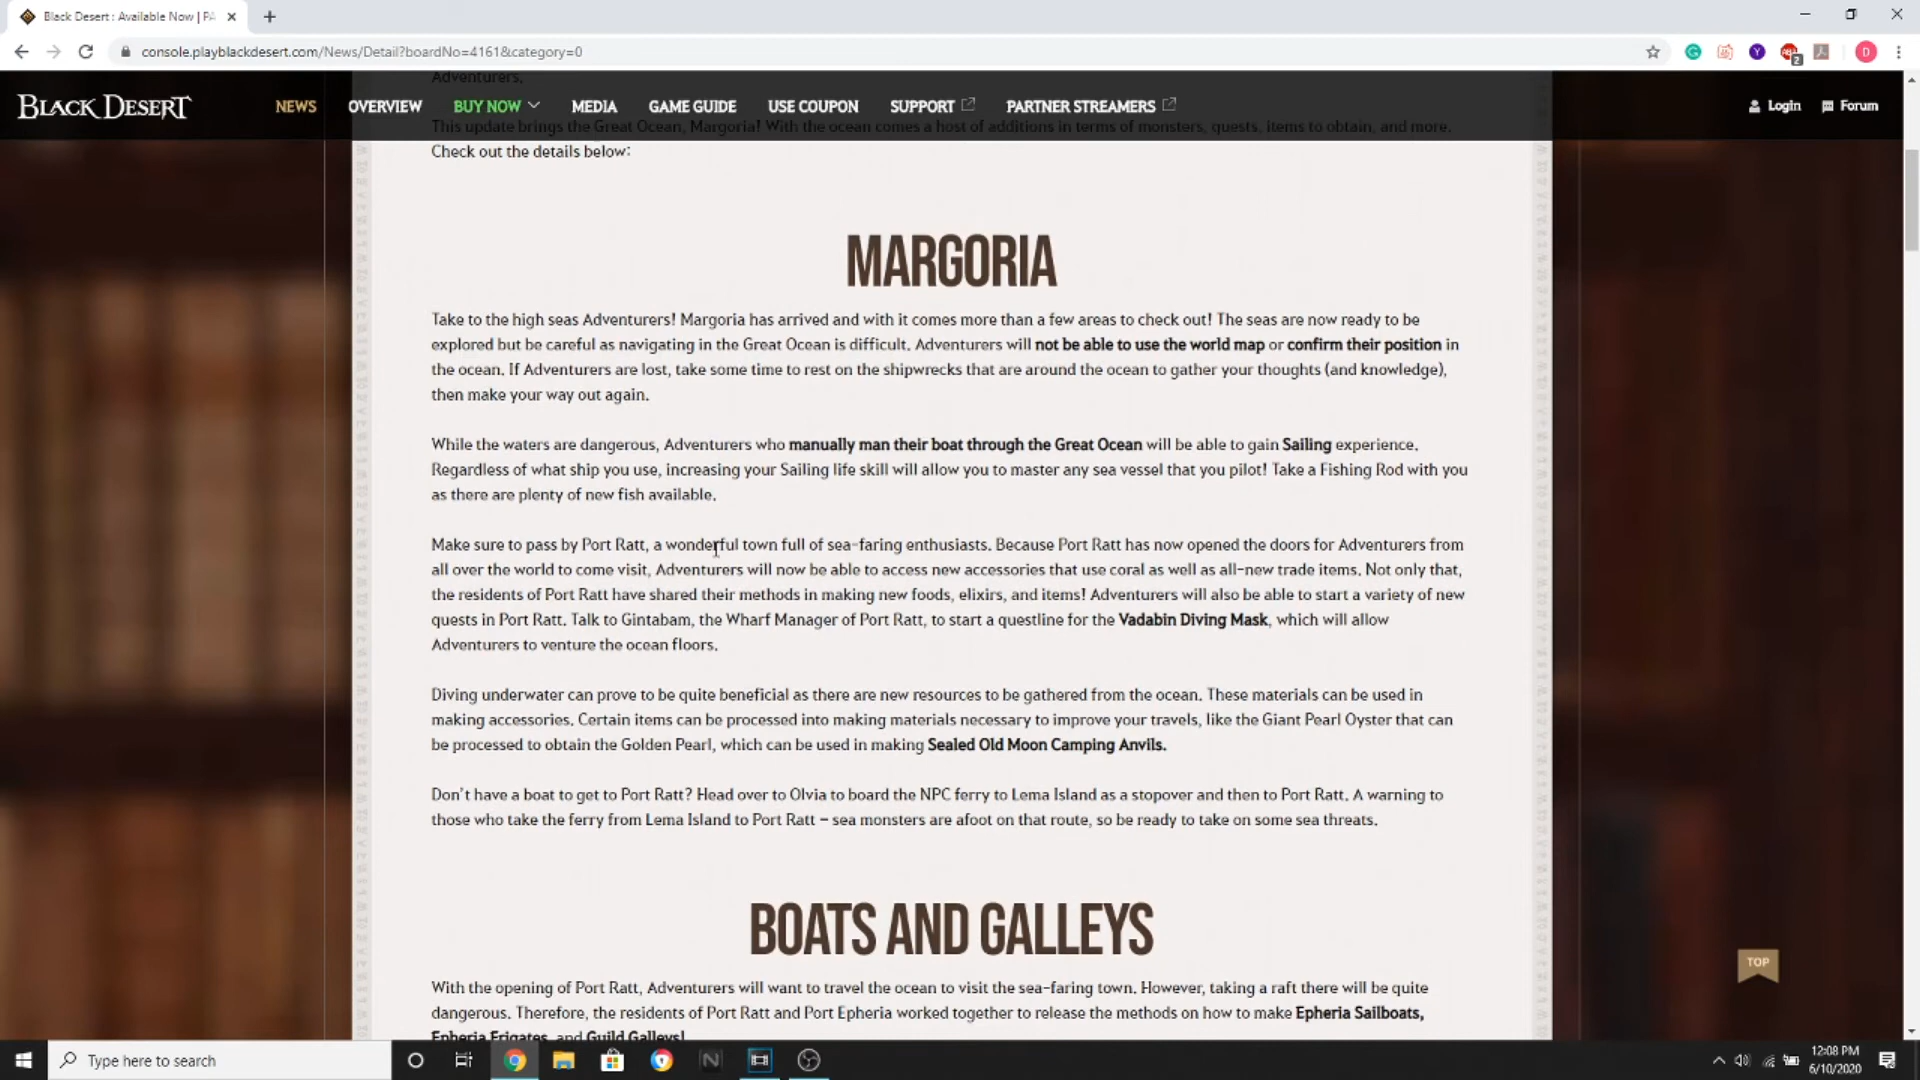 Black Desert : Available Now | PA
console.playblackdesert.com/News/Detail?boardNo=4161&category=0
Adventurers,
BLACK DESERT NEWS OVERVIEW BUY NOW MEDIA GAME GUIDE USE COUPON SUPPORT PARTNER STREAMERS Login Forum
This update brings the Great Ocean, Margoria! With the ocean comes a host of additions in terms of monsters, quests, items to obtain, and more.
Check out the details below:
MARGORIA
Take to the high seas Adventurers! Margoria has arrived and with it comes more than a few areas to check out! The seas are now ready to be
explored but be careful as navigating in the Great Ocean is difficult. Adventurers will not be able to use the world map or confirm their position in
the ocean. If Adventurers are lost, take some time to rest on the shipwrecks that are around the ocean to gather your thoughts (and knowledge),
then make your way out again.
While the waters are dangerous, Adventurers who manually man their boat through the Great Ocean will be able to gain Sailing experience.
Regardless of what ship you use, increasing your Sailing life skill will allow you to master any sea vessel that you pilot! Take a Fishing Rod with you
as there are plenty of new fish available.
Make sure to pass by Port Ratt, a wonderful town full of sea-faring enthusiasts. Because Port Ratt has now opened the doors for Adventurers from
all over the world to come visit, Adventurers will now be able to access new accessories that use coral as well as all-new trade items. Not only that,
the residents of Port Ratt have shared their methods in making new foods, elixirs, and items! Adventurers will also be able to start a variety of new
quests in Port Ratt. Talk to Gintabam, the Wharf Manager of Port Ratt, to start a questline for the Vadabin Diving Mask, which will allow
Adventurers to venture the ocean floors.
Diving underwater can prove to be quite beneficial as there are new resources to be gathered from the ocean. These materials can be used in
making accessories. Certain items can be processed into making materials necessary to improve your travels, like the Giant Pearl Oyster that can
be processed to obtain the Golden Pearl, which can be used in making Sealed Old Moon Camping Anvils.
Don't have a boat to get to Port Ratt? Head over to Olvia to board the NPC ferry to Lema Island as a stopover and then to Port Ratt. A warning to
those who take the ferry from Lema Island to Port Ratt – sea monsters are afoot on that route, so be ready to take on some sea threats.
BOATS AND GALLEYS
TOP
With the opening of Port Ratt, Adventurers will want to travel the ocean to visit the sea-faring town. However, taking a raft there will be quite
dangerous. Therefore, the residents of Port Ratt and Port Epheria worked together to release the methods on how to make Epheria Sailboats,
Epheria Frigates, and Guild Galleys!
Type here to search
12:08 PM
6/10/2020